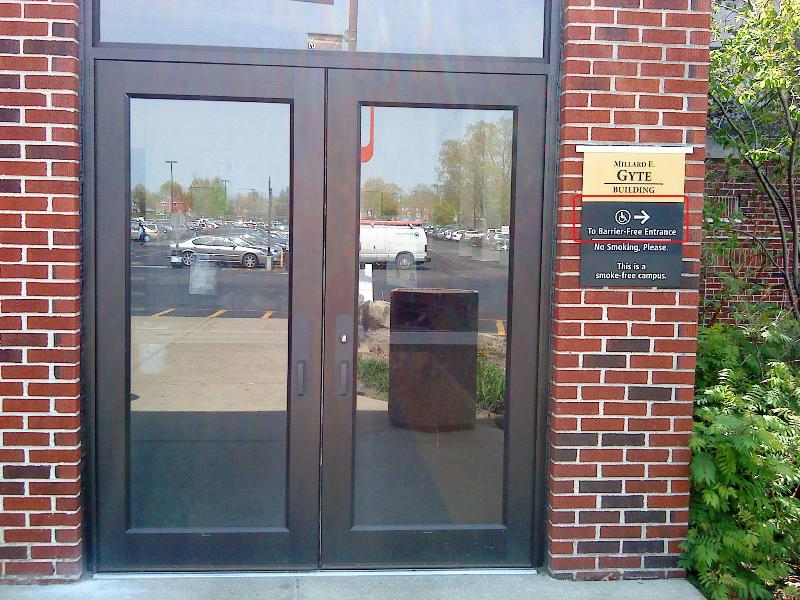 MILLARD E.
GYTE
BUILDING
To Barrier-Free Entrance
No Smoking, Please.
This is a
smoke-free campus.